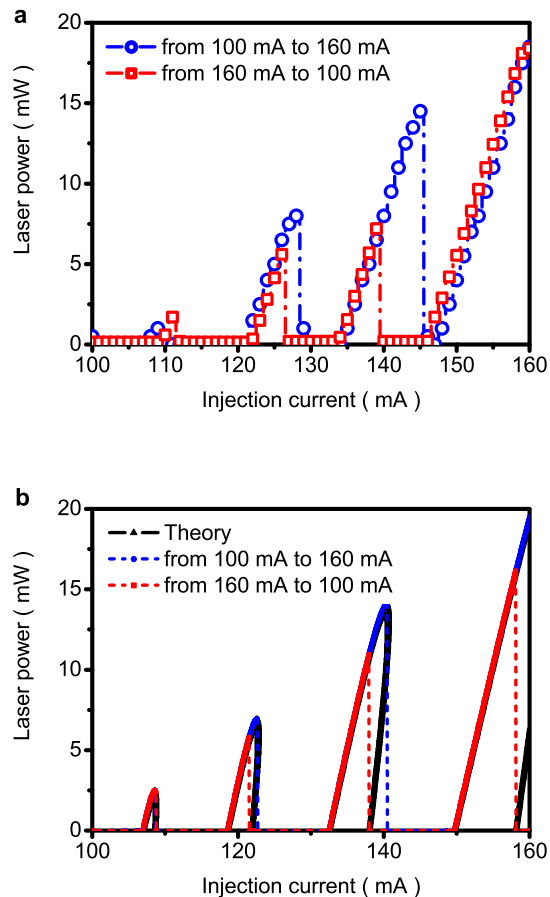 a
20
from 100 mA to 160 mA
from 160 mA to 100 mA
15
10
5
0
Laser power ( mW )
100 110 120 130 140 150 160
Injection current ( mA )
b
20
Theory
from 100 mA to 160 mA
from 160 mA to 100 mA
15
10
5
0
Laser power ( mW )
100 120 140 160
Injection current ( mA )